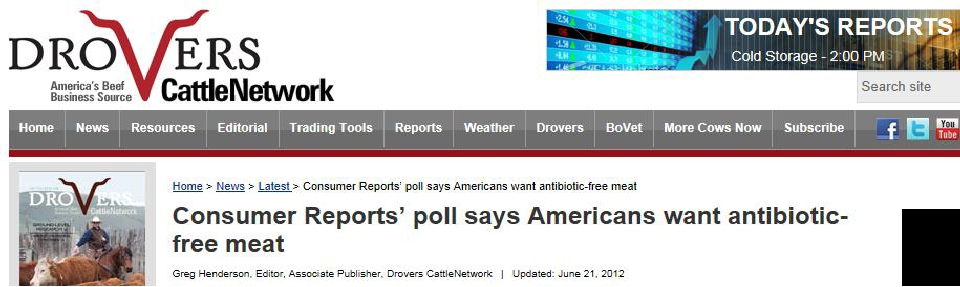 DROVERS
America's Beef
Business Source
CattleNetwork
TODAY'S REPORTS
Cold Storage - 2:00 PM
Search site
Home News Resources Editorial Trading Tools Reports Weather Drovers BoVet More Cows Now Subscribe
You
Tube
DROVERS
CattleNetwork
Home > News > Latest > Consumer Reports' poll says Americans want antibiotic-free meat
Consumer Reports' poll says Americans want antibiotic-
free meat
Greg Henderson, Editor, Associate Publisher, Drovers CattleNetwork | Updated: June 21, 2012